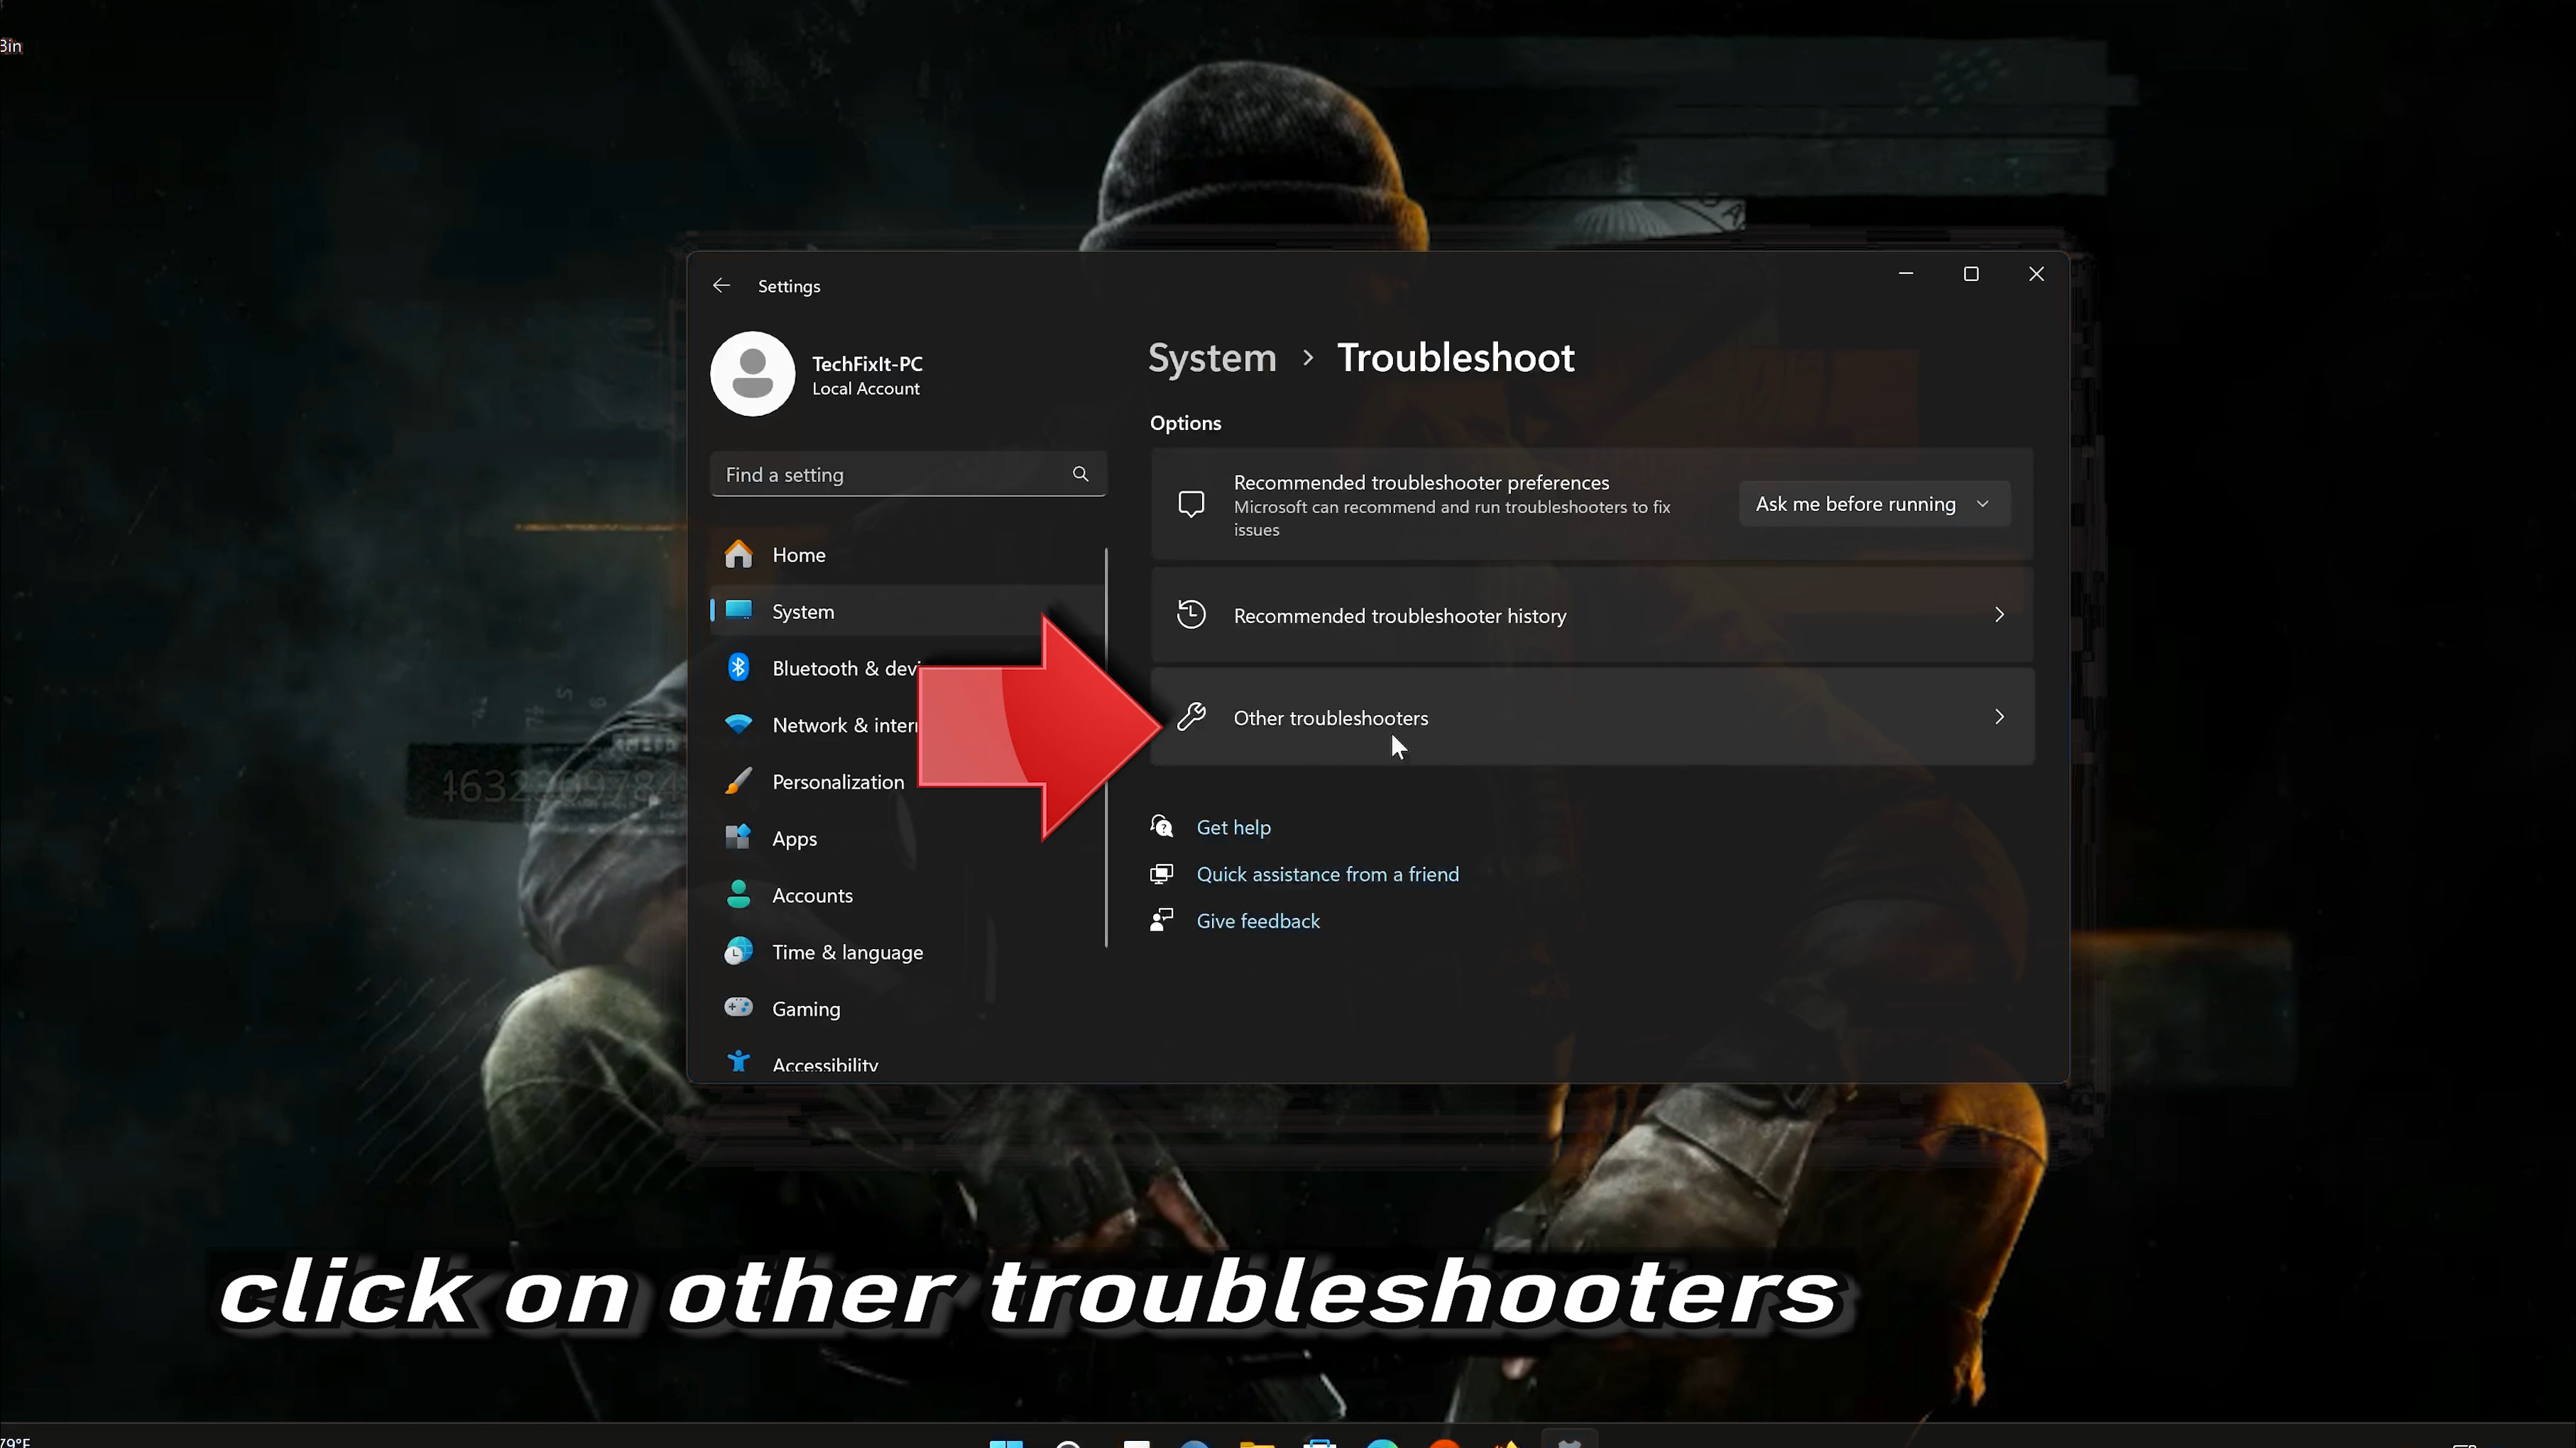 Bin
Settings
TechFixIt-PC
Local Account
Find a setting
Home
System
Bluetooth & devi
Network & inter
Personalization
Apps
Accounts
Time & language
Gaming
Accessibility
System > Troubleshoot
Options
Recommended troubleshooter preferences
Microsoft can recommend and run troubleshooters to fix
issues
Ask me before running
Recommended troubleshooter history
Other troubleshooters
Get help
Quick assistance from a friend
Give feedback
click on other troubleshooters
79°F